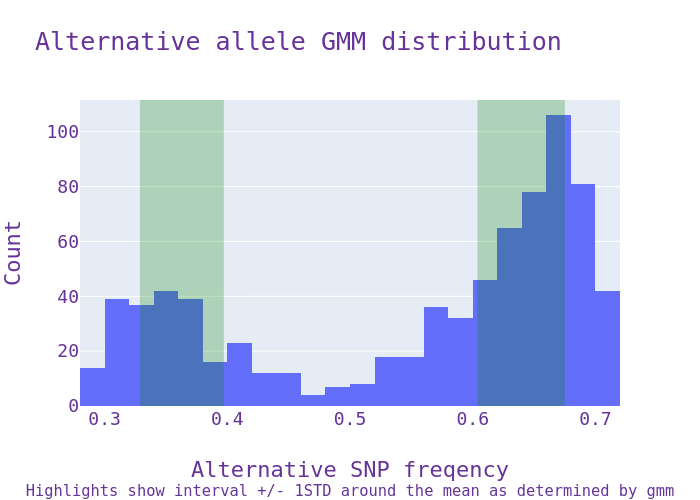 Alternative allele GMM distribution
100
80
60
40
20
0
Count
0.3 0.4 0.5 0.6 0.7
Alternative SNP freqency
Highlights show interval +/- 1STD around the mean as determined by gmm